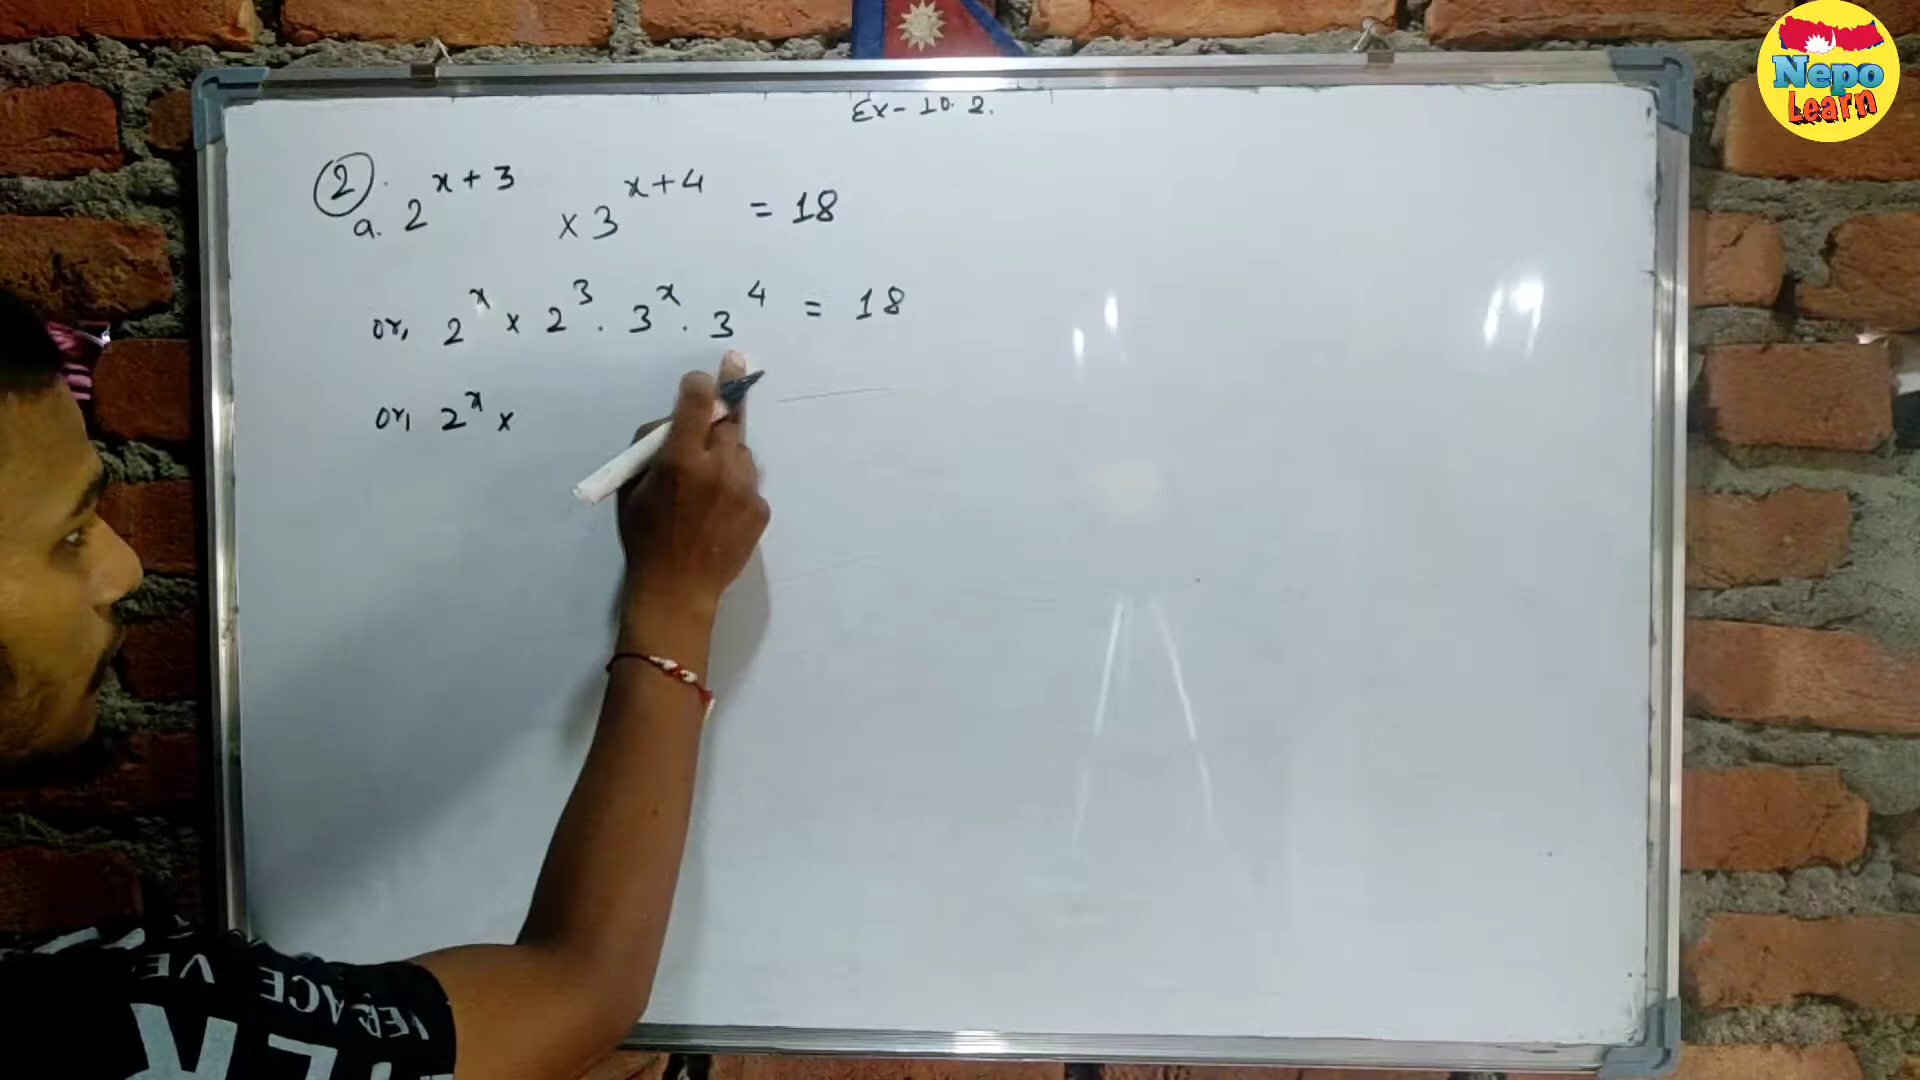 Ex - 10.2.
②. a. 2^{x+3} × 3^{x+4} = 18
or, 2^x × 2^3 . 3^x . 3^4 = 18
or, 2^x ×
Nepo
Learn